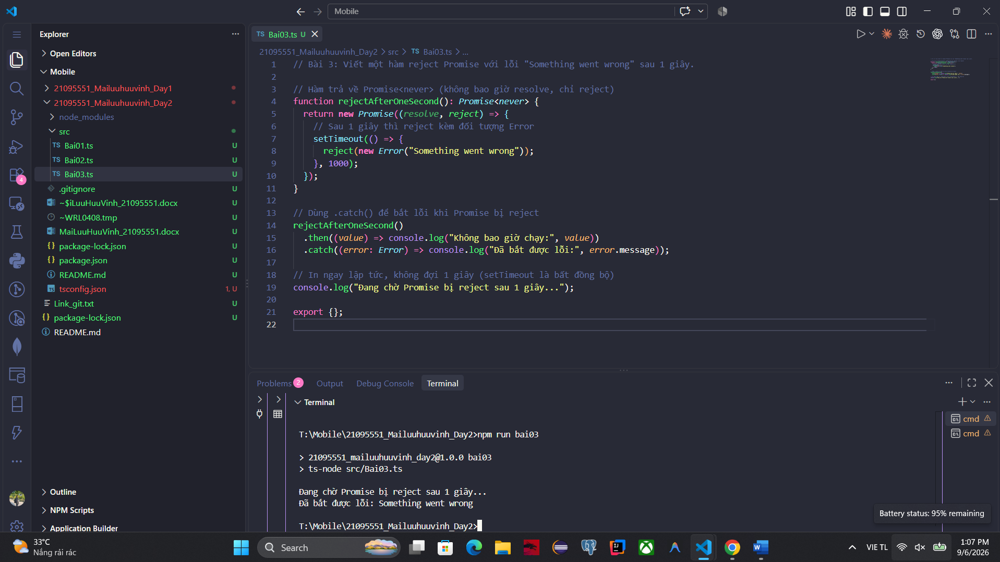 Mobile
Explorer
Open Editors
Mobile
21095551_Mailuuhuuvinh_Day1
21095551_Mailuuhuuvinh_Day2
node_modules
src
TS Bai01.ts U
TS Bai02.ts U
TS Bai03.ts U
.gitignore U
~$iLuuHuuVinh_21095551.docx U
~WRL0408.tmp U
MaiLuuHuuVinh_21095551.docx U
{} package-lock.json U
{} package.json U
README.md U
TS tsconfig.json 1, U
Link_git.txt U
{} package-lock.json U
README.md
4
Outline
NPM Scripts
Application Builder
TS Bai03.ts U
21095551_Mailuuhuuvinh_Day2 > src > TS Bai03.ts > ...
1 // Bài 3: Viết một hàm reject Promise với lỗi "Something went wrong" sau 1 giây.
2
3 // Hàm trả về Promise<never> (không bao giờ resolve, chỉ reject)
4 function rejectAfterOneSecond(): Promise<never> {
5 return new Promise((resolve, reject) => {
6 // Sau 1 giây thì reject kèm đối tượng Error
7 setTimeout(() => {
8 reject(new Error("Something went wrong"));
9 }, 1000);
10 });
11 }
12
13 // Dùng .catch() để bắt lỗi khi Promise bị reject
14 rejectAfterOneSecond()
15 .then((value) => console.log("Không bao giờ chạy:", value))
16 .catch((error: Error) => console.log("Đã bắt được lỗi:", error.message));
17
18 // In ngay lập tức, không đợi 1 giây (setTimeout là bất đồng bộ)
19 console.log("Đang chờ Promise bị reject sau 1 giây...");
20
21 export {};
22
Problems 2 Output Debug Console Terminal
Terminal
T:\Mobile\21095551_Mailuuhuuvinh_Day2>npm run bai03
> 21095551_mailuuhuuvinh_day2@1.0.0 bai03
> ts-node src/Bai03.ts
Đang chờ Promise bị reject sau 1 giây...
Đã bắt được lỗi: Something went wrong
T:\Mobile\21095551_Mailuuhuuvinh_Day2>
cmd
cmd
Battery status: 95% remaining
33°C
Nắng rải rác
Search
VIE TL
1:07 PM
9/6/2026